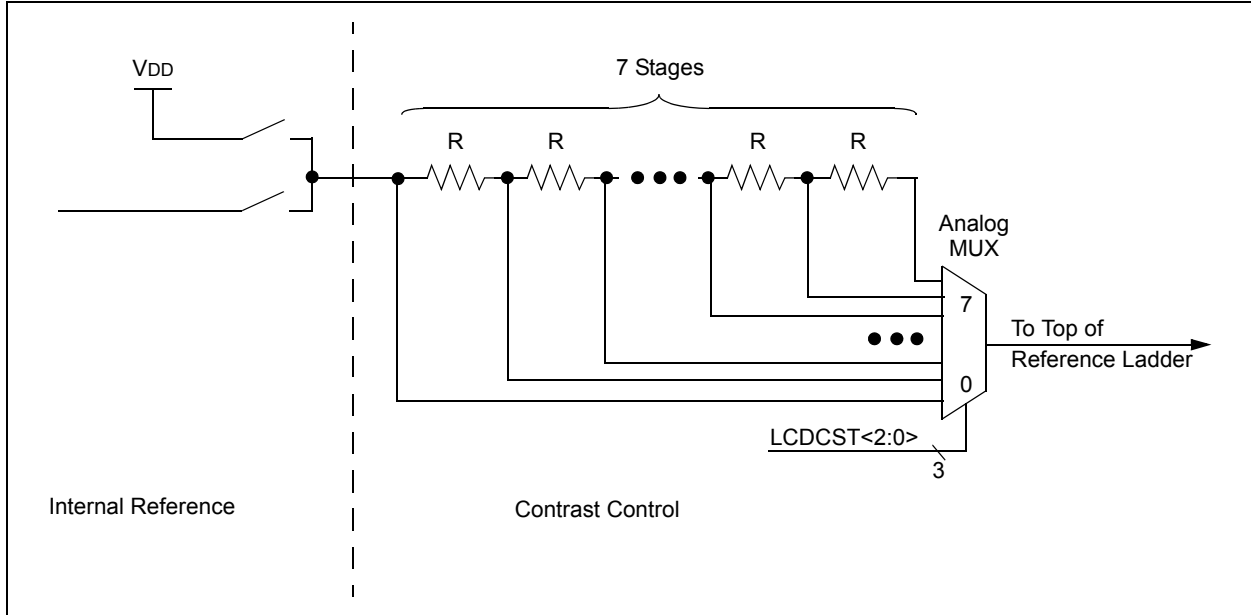 VDD
7 Stages
R
R
R
R
Analog
MUX
7
0
To Top of
Reference Ladder
LCDCST<2:0>
3
Internal Reference
Contrast Control